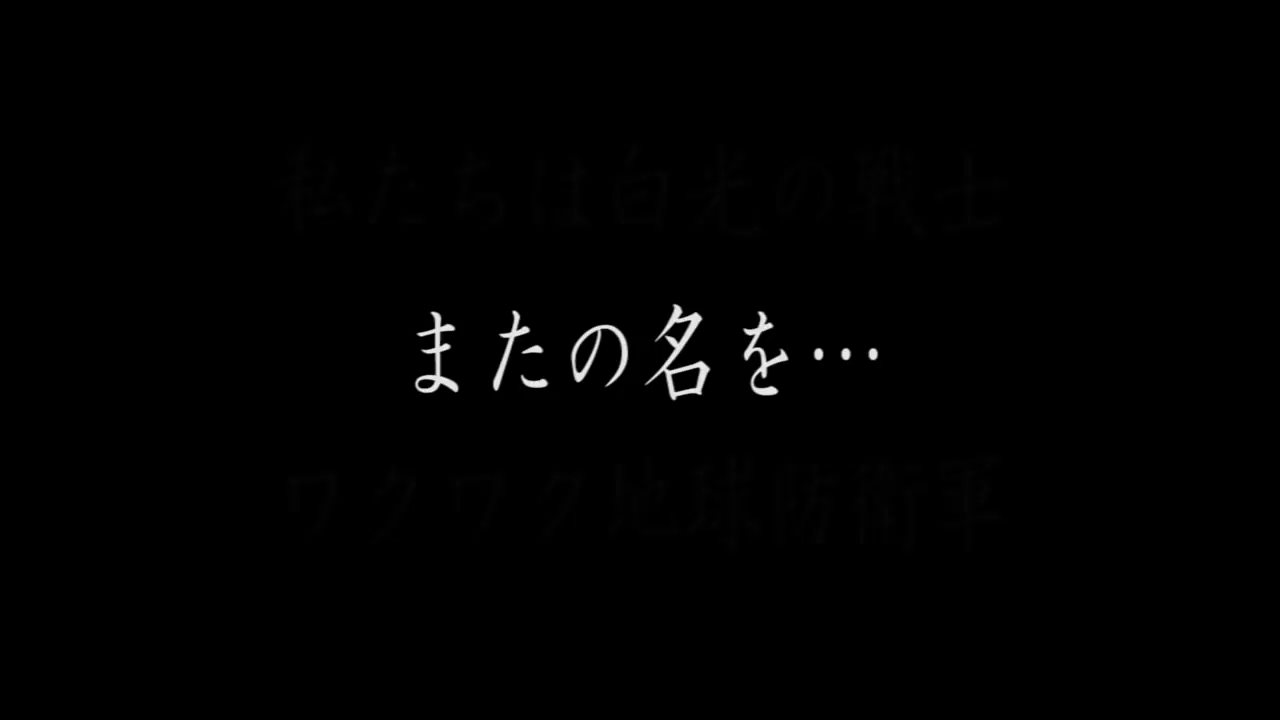 私たちは白光の戦士
またの名を…
ワクワク地球防衛軍